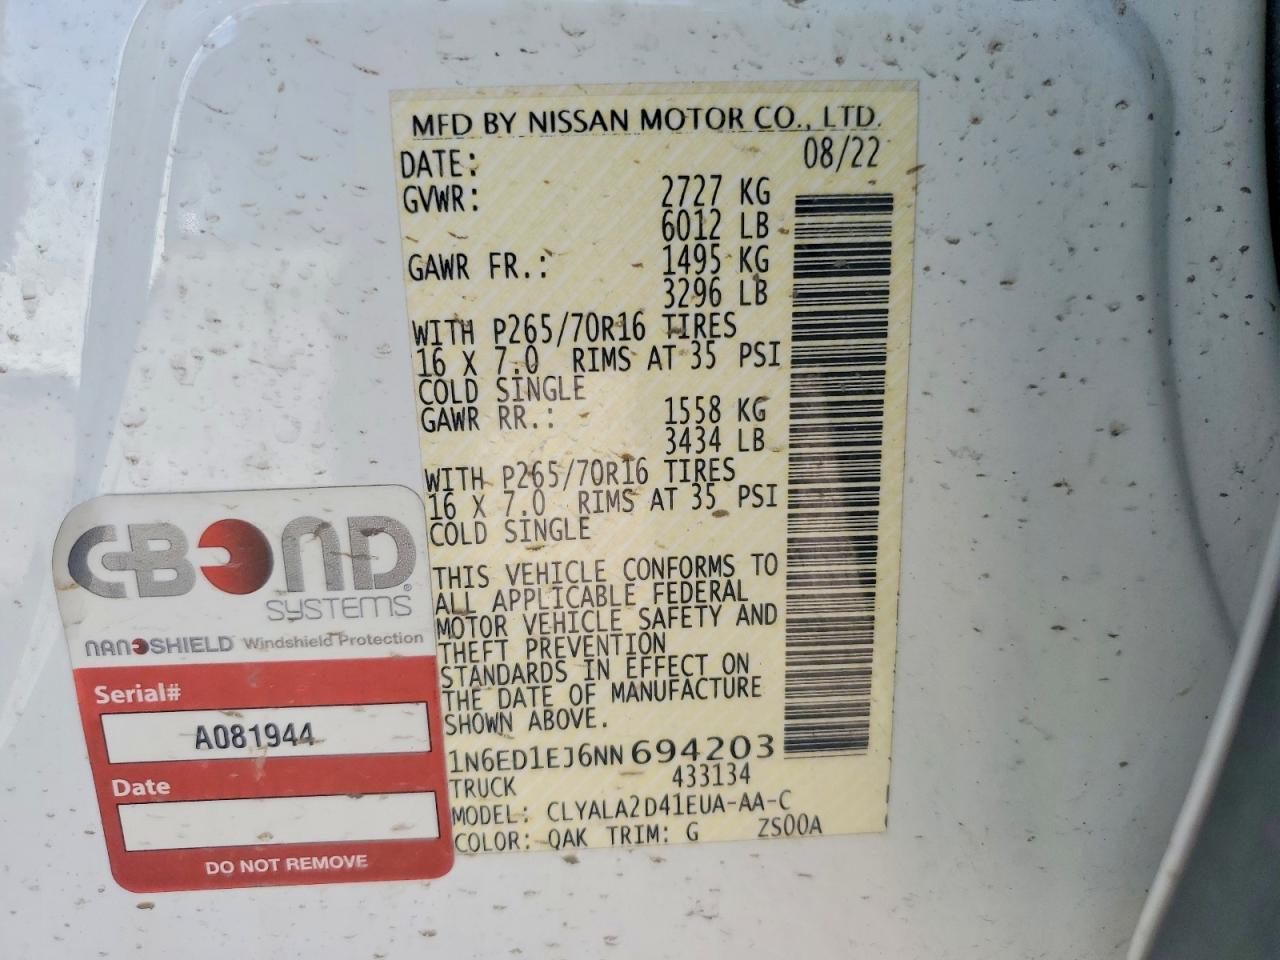 MFD BY NISSAN MOTOR CO., LTD.
DATE: 08/22
GVWR: 2727 KG
6012 LB
GAWR FR.: 1495 KG
3296 LB
WITH P265/70R16 TIRES
16 X 7.0 RIMS AT 35 PSI
COLD SINGLE
GAWR RR.: 1558 KG
3434 LB
WITH P265/70R16 TIRES
16 X 7.0 RIMS AT 35 PSI
COLD SINGLE
THIS VEHICLE CONFORMS TO
ALL APPLICABLE FEDERAL
MOTOR VEHICLE SAFETY AND
THEFT PREVENTION
STANDARDS IN EFFECT ON
THE DATE OF MANUFACTURE
SHOWN ABOVE.
1N6ED1EJ6NN694203
TRUCK 433134
MODEL: CLYALA2D41EUA-AA-C
COLOR: QAK TRIM: G ZS00A
C-BOND
SYSTEMS
NANOSHIELD Windshield Protection
Serial#
A081944
Date
DO NOT REMOVE